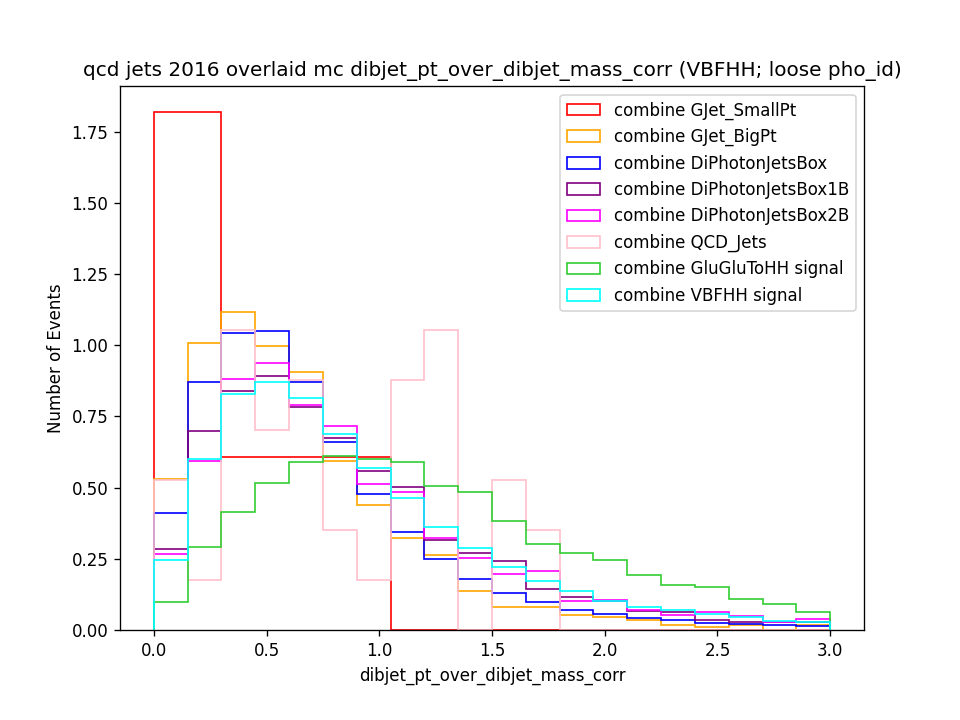 qcd jets 2016 overlaid mc dibjet_pt_over_dibjet_mass_corr (VBFHH; loose pho_id)
combine GJet_SmallPt
combine GJet_BigPt
combine DiPhotonJetsBox
combine DiPhotonJetsBox1B
combine DiPhotonJetsBox2B
combine QCD_Jets
combine GluGluToHH signal
combine VBFHH signal
Number of Events
1.75
1.50
1.25
1.00
0.75
0.50
0.25
0.00
0.0 0.5 1.0 1.5 2.0 2.5 3.0
dibjet_pt_over_dibjet_mass_corr